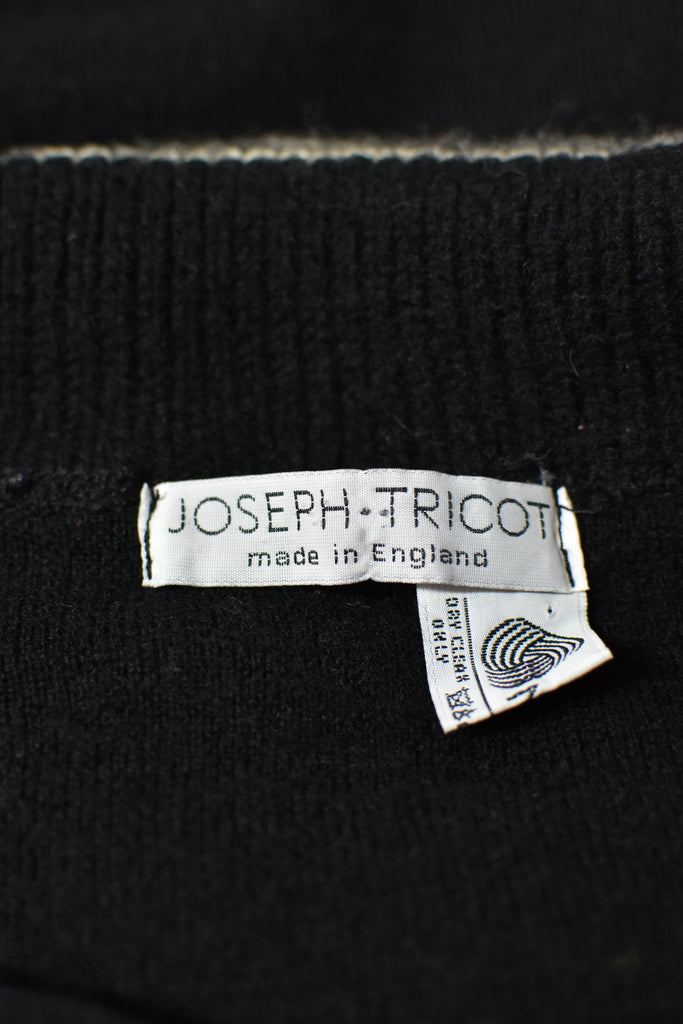 JOSEPH·TRICOT
made in England
DRY CLEAN
ONLY